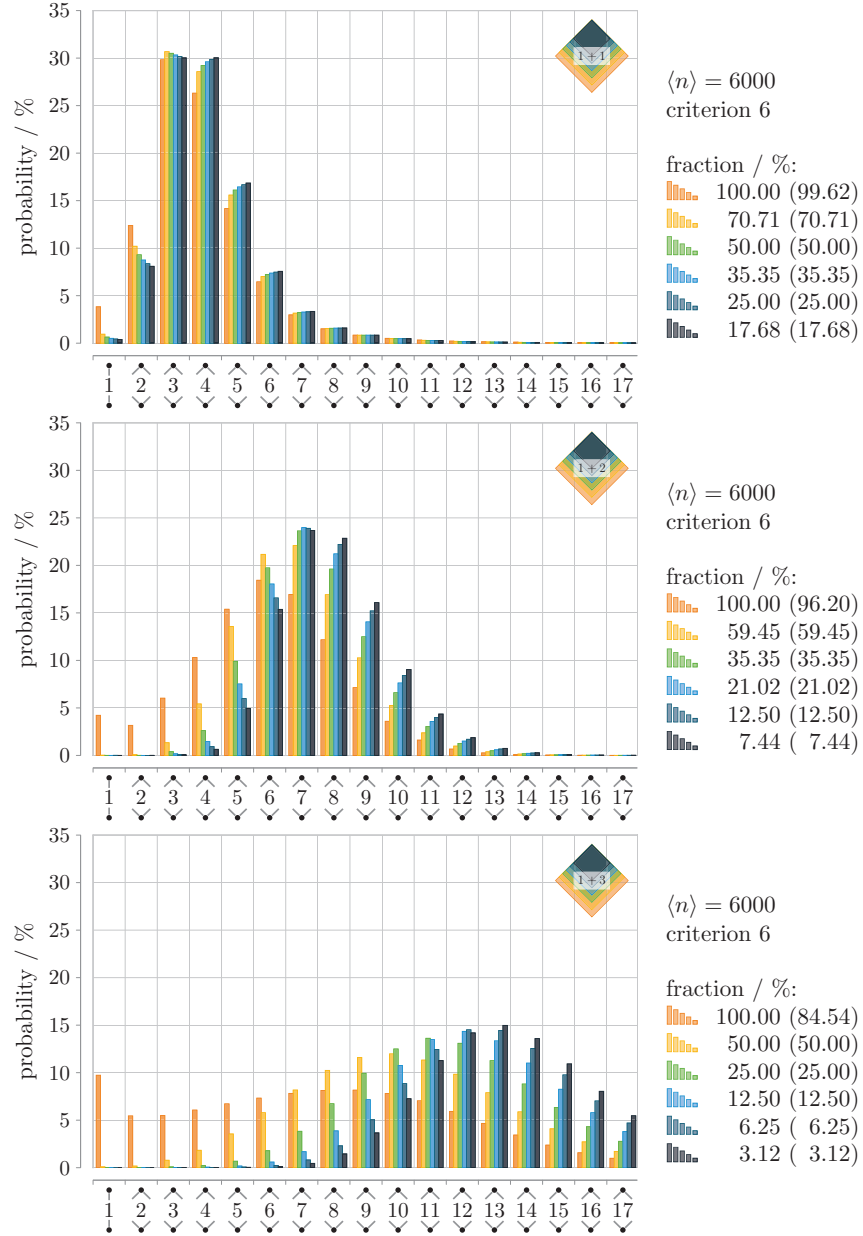 35
30
25
20
15
10
5
0
probability / %
1 + 1
1 2 3 4 5 6 7 8 9 10 11 12 13 14 15 16 17
⟨n⟩ = 6000
criterion 6
fraction / %:
100.00 (99.62)
70.71 (70.71)
50.00 (50.00)
35.35 (35.35)
25.00 (25.00)
17.68 (17.68)
35
30
25
20
15
10
5
0
probability / %
1 + 2
1 2 3 4 5 6 7 8 9 10 11 12 13 14 15 16 17
⟨n⟩ = 6000
criterion 6
fraction / %:
100.00 (96.20)
59.45 (59.45)
35.35 (35.35)
21.02 (21.02)
12.50 (12.50)
7.44 ( 7.44)
35
30
25
20
15
10
5
0
probability / %
1 + 3
1 2 3 4 5 6 7 8 9 10 11 12 13 14 15 16 17
⟨n⟩ = 6000
criterion 6
fraction / %:
100.00 (84.54)
50.00 (50.00)
25.00 (25.00)
12.50 (12.50)
6.25 ( 6.25)
3.12 ( 3.12)